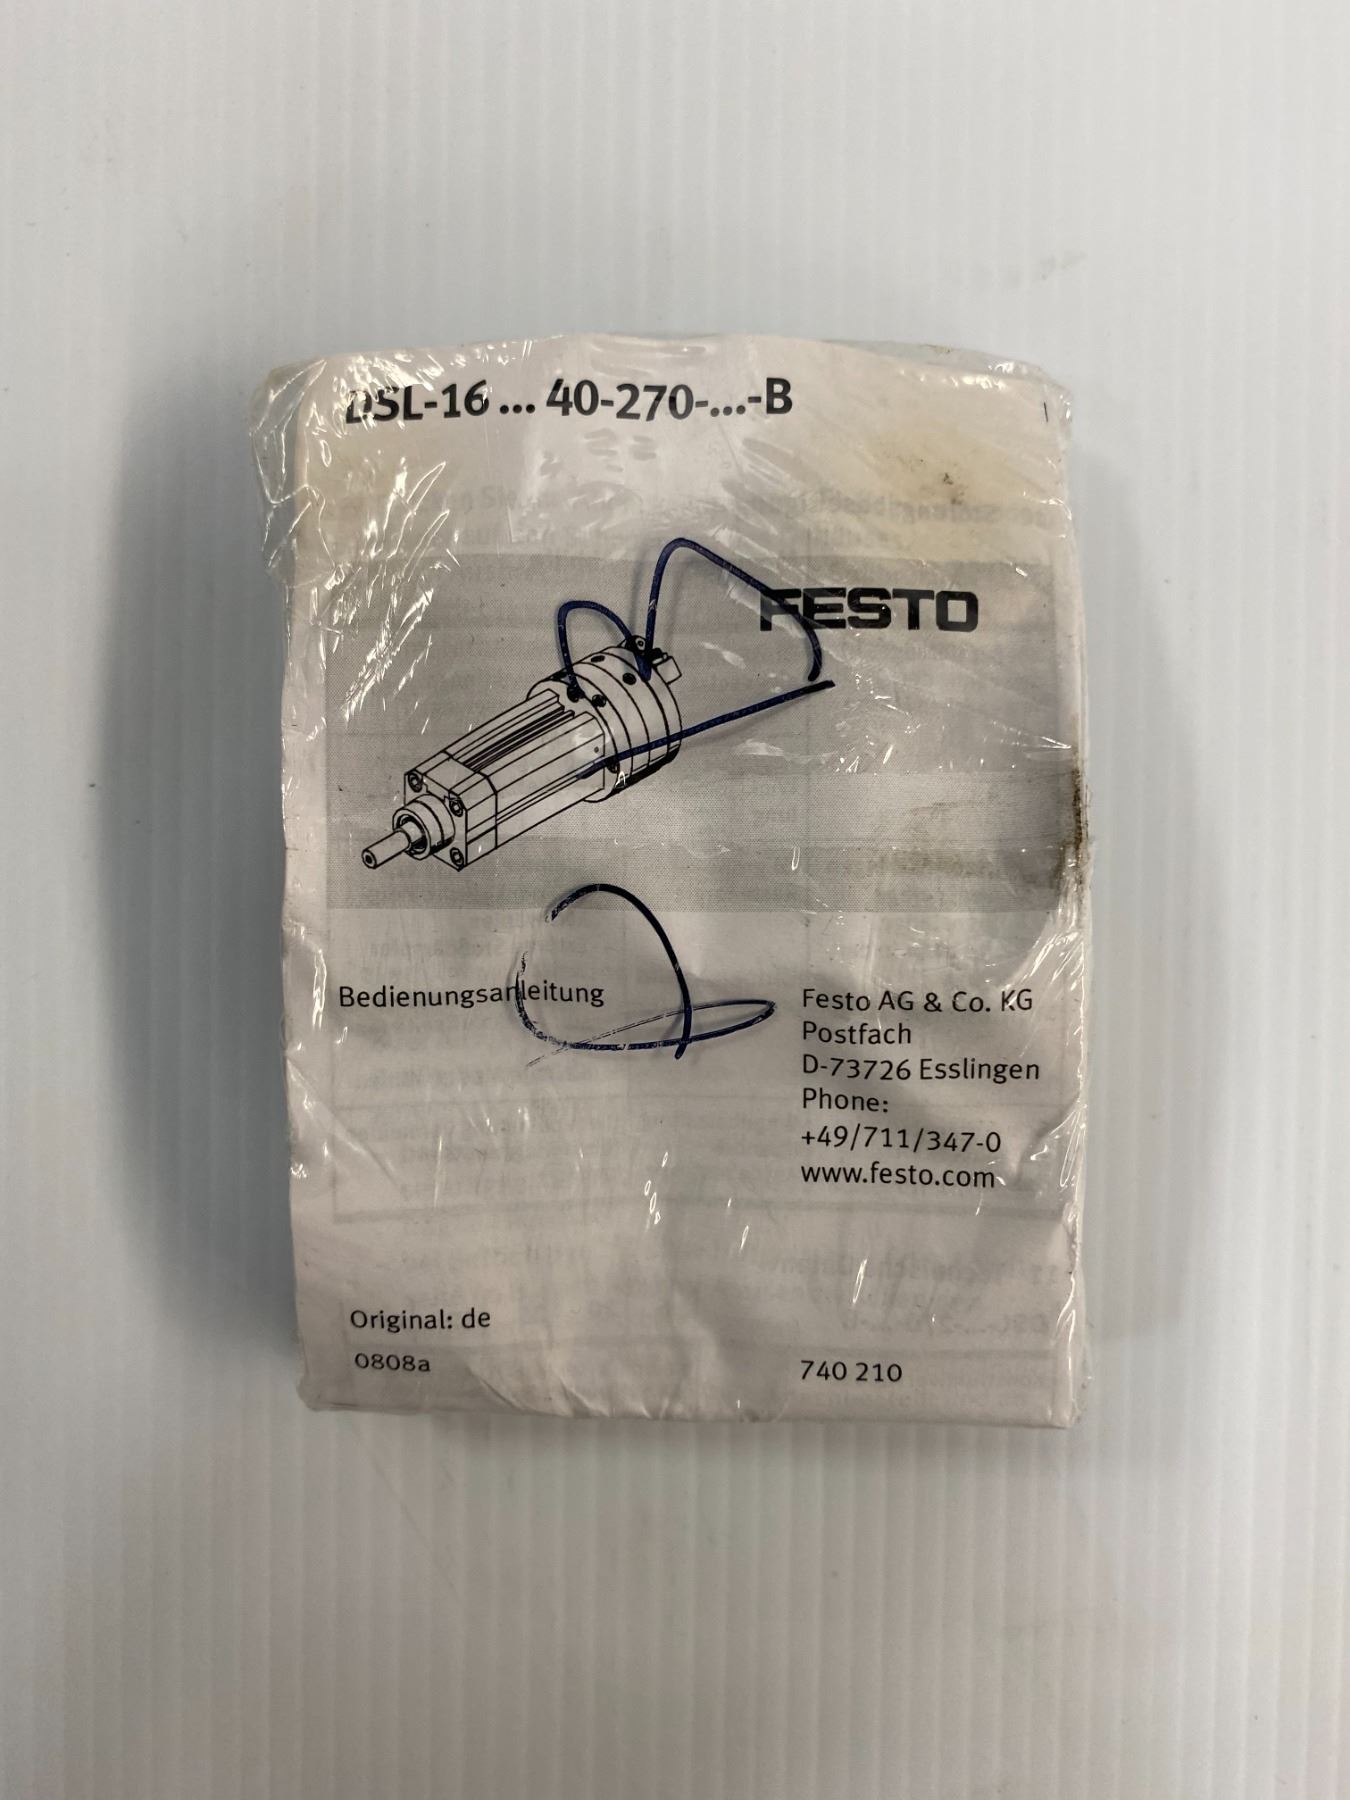 DSL-16 ... 40-270-...-B
FESTO
Bedienungsanleitung
Festo AG & Co. KG
Postfach
D-73726 Esslingen
Phone:
+49/711/347-0
www.festo.com
Original: de
0808a
740 210